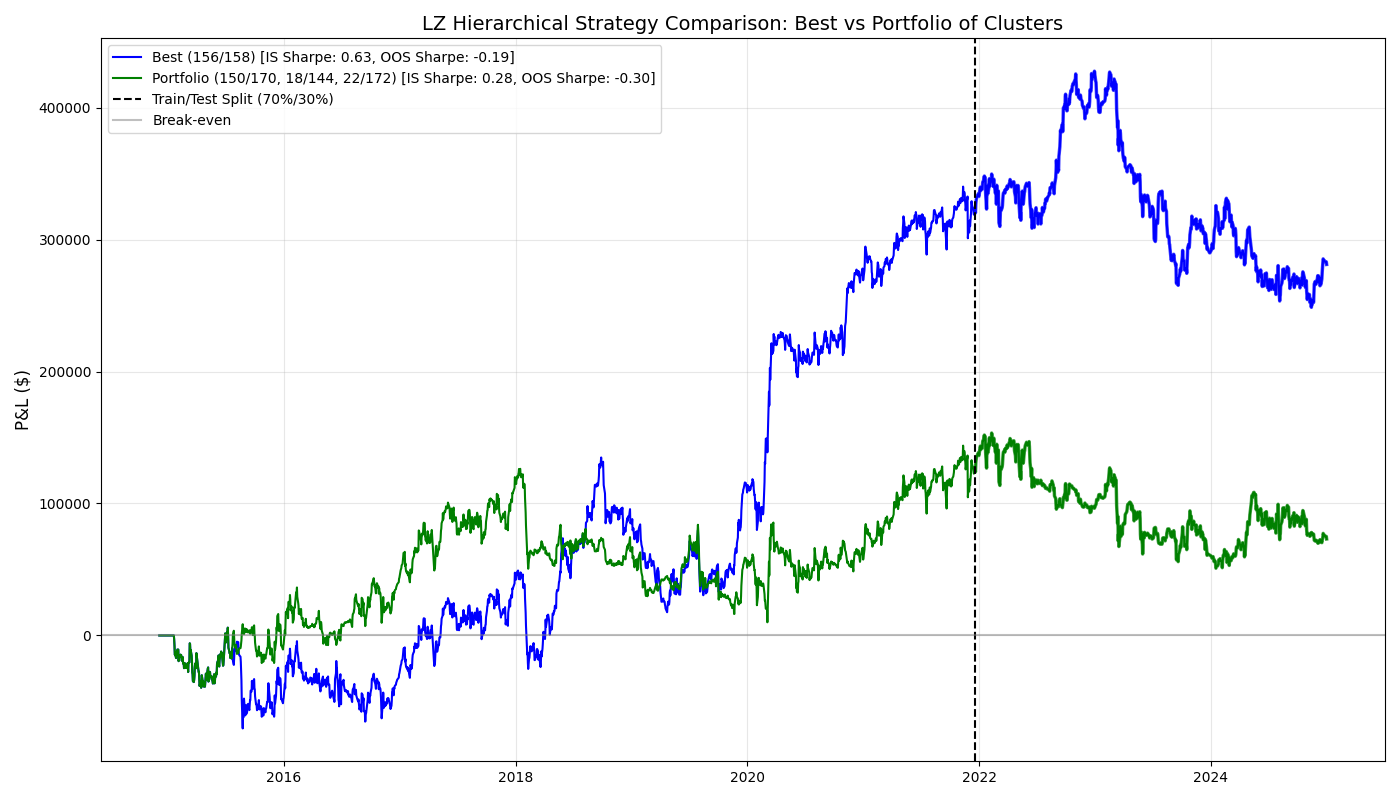 LZ Hierarchical Strategy Comparison: Best vs Portfolio of Clusters
Best (156/158) [IS Sharpe: 0.63, OOS Sharpe: -0.19]
Portfolio (150/170, 18/144, 22/172) [IS Sharpe: 0.28, OOS Sharpe: -0.30]
Train/Test Split (70%/30%)
Break-even
P&L ($)
400000
300000
200000
100000
0
2016
2018
2020
2022
2024